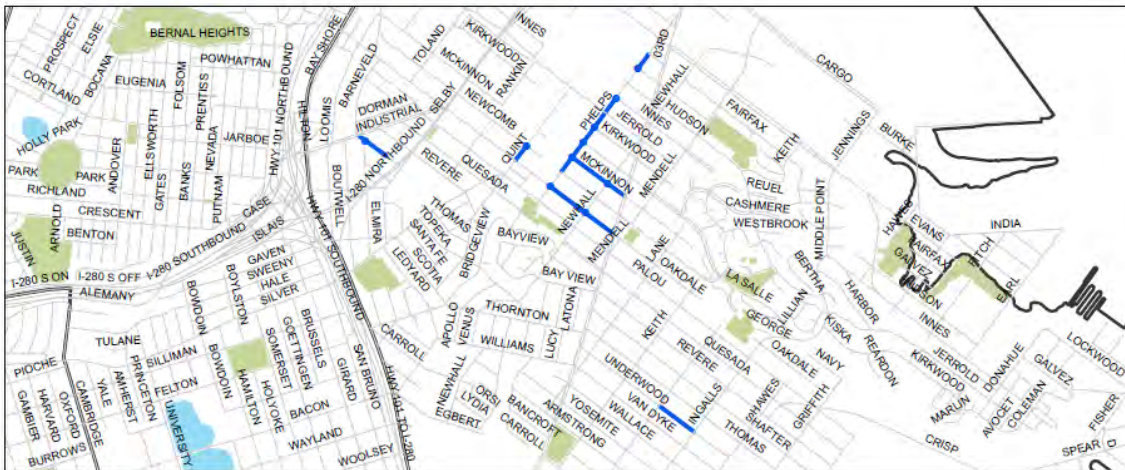 PROSPECT
ELSIE
BERNAL HEIGHTS
BOCANA
CORTLAND
POWHATTAN
EUGENIA
FOLSOM
PRENTISS
HOLLY PARK
ANDOVER
ELLSWORTH
GATES
BANKS
NEVADA
PUTNAM
JARBOE
PARK
PARK
RICHLAND
CRESCENT
ARNOLD
BENTON
JUSTIN
I-280 S ON
I-280 S OFF
I-280 SOUTHBOUND
CASE
ISLAIS
ALEMANY
HWY 101 NORTHBOUND
BAY SHORE
HILTON
LOOMIS
BARNEVELD
DORMAN
INDUSTRIAL
TOLAND
SELBY
I-280 NORTHBOUND
BOUTWELL
ELMIRA
HWY 101 SOUTHBOUND
INNES
KIRKWOOD
MCKINNON
RANKIN
NEWCOMB
REVERE
QUESADA
QUINT
PHELPS
03RD
NEWHALL
HUDSON
INNES
JERROLD
KIRKWOOD
MCKINNON
MENDELL
NEWHALL
MENDELL
CARGO
FAIRFAX
KEITH
JENNINGS
BURKE
REUEL
CASHMERE
WESTBROOK
MIDDLE POINT
HAWES
EVANS
FAIRFAX
GALVEZ
HUDSON
INDIA
FITCH
EARL
THOMAS
TOPEKA
SANTA FE
SCOTIA
LEDYARD
BRIDGEVIEW
BAYVIEW
BAY VIEW
THORNTON
LATONA
LUCY
WILLIAMS
APOLLO
VENUS
LANE
OAKDALE
PALOU
LA SALLE
LILLIAN
BERTHA
HARBOR
INNES
KISKA
REARDON
NAVY
GEORGE
OAKDALE
QUESADA
REVERE
KEITH
JERROLD
KIRKWOOD
DONAHUE
GALVEZ
LOCKWOOD
MARLIN
AVOCET
COLEMAN
FISHER
SPEAR
D
CRISP
GAVEN
SWEENY
HALE
SILVER
BOYLSTON
BOWDOIN
BRUSSELS
GOETTINGEN
SOMERSET
GIRARD
SAN BRUNO
HWY 101 TO I-280
CARROLL
TULANE
SILLIMAN
PIOCHE
PRINCETON
AMHERST
YALE
FELTON
BOWDOIN
HAMILTON
HOLYOKE
BACON
UNIVERSITY
CAMBRIDGE
OXFORD
HARVARD
GAMBIER
BURROWS
WAYLAND
WOOLSEY
NEWHALL
ORSI
LYDIA
EGBERT
BANCROFT
CARROLL
ARMSTRONG
YOSEMITE
WALLACE
UNDERWOOD
VAN DYKE
INGALLS
THOMAS
SHAFTER
HAWES
GRIFFITH